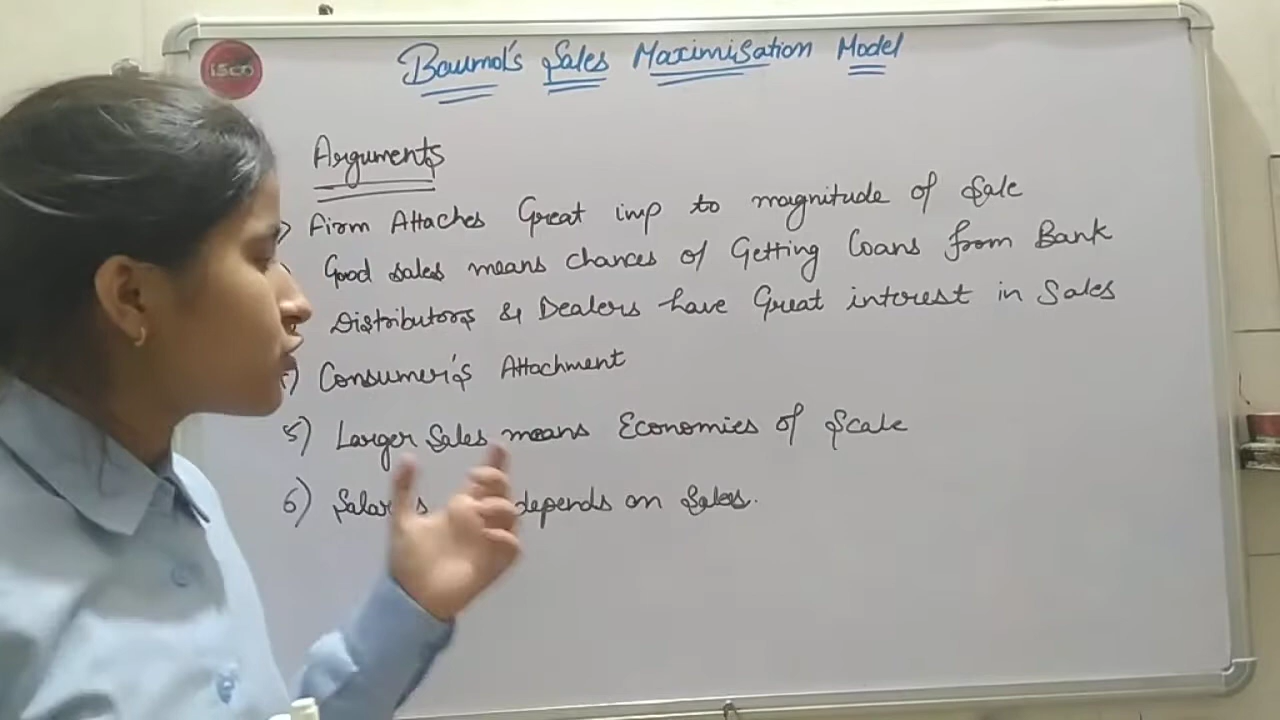 isco
Baumol's Sales Maximisation Model
Arguments
Firm Attaches Great imp to magnitude of Sale
Good sales means chances of Getting Loans from Bank
Distributors & Dealers have Great interest in Sales
Consumer's Attachment
5) Larger Sales means Economies of Scale
6) depends on Sales.